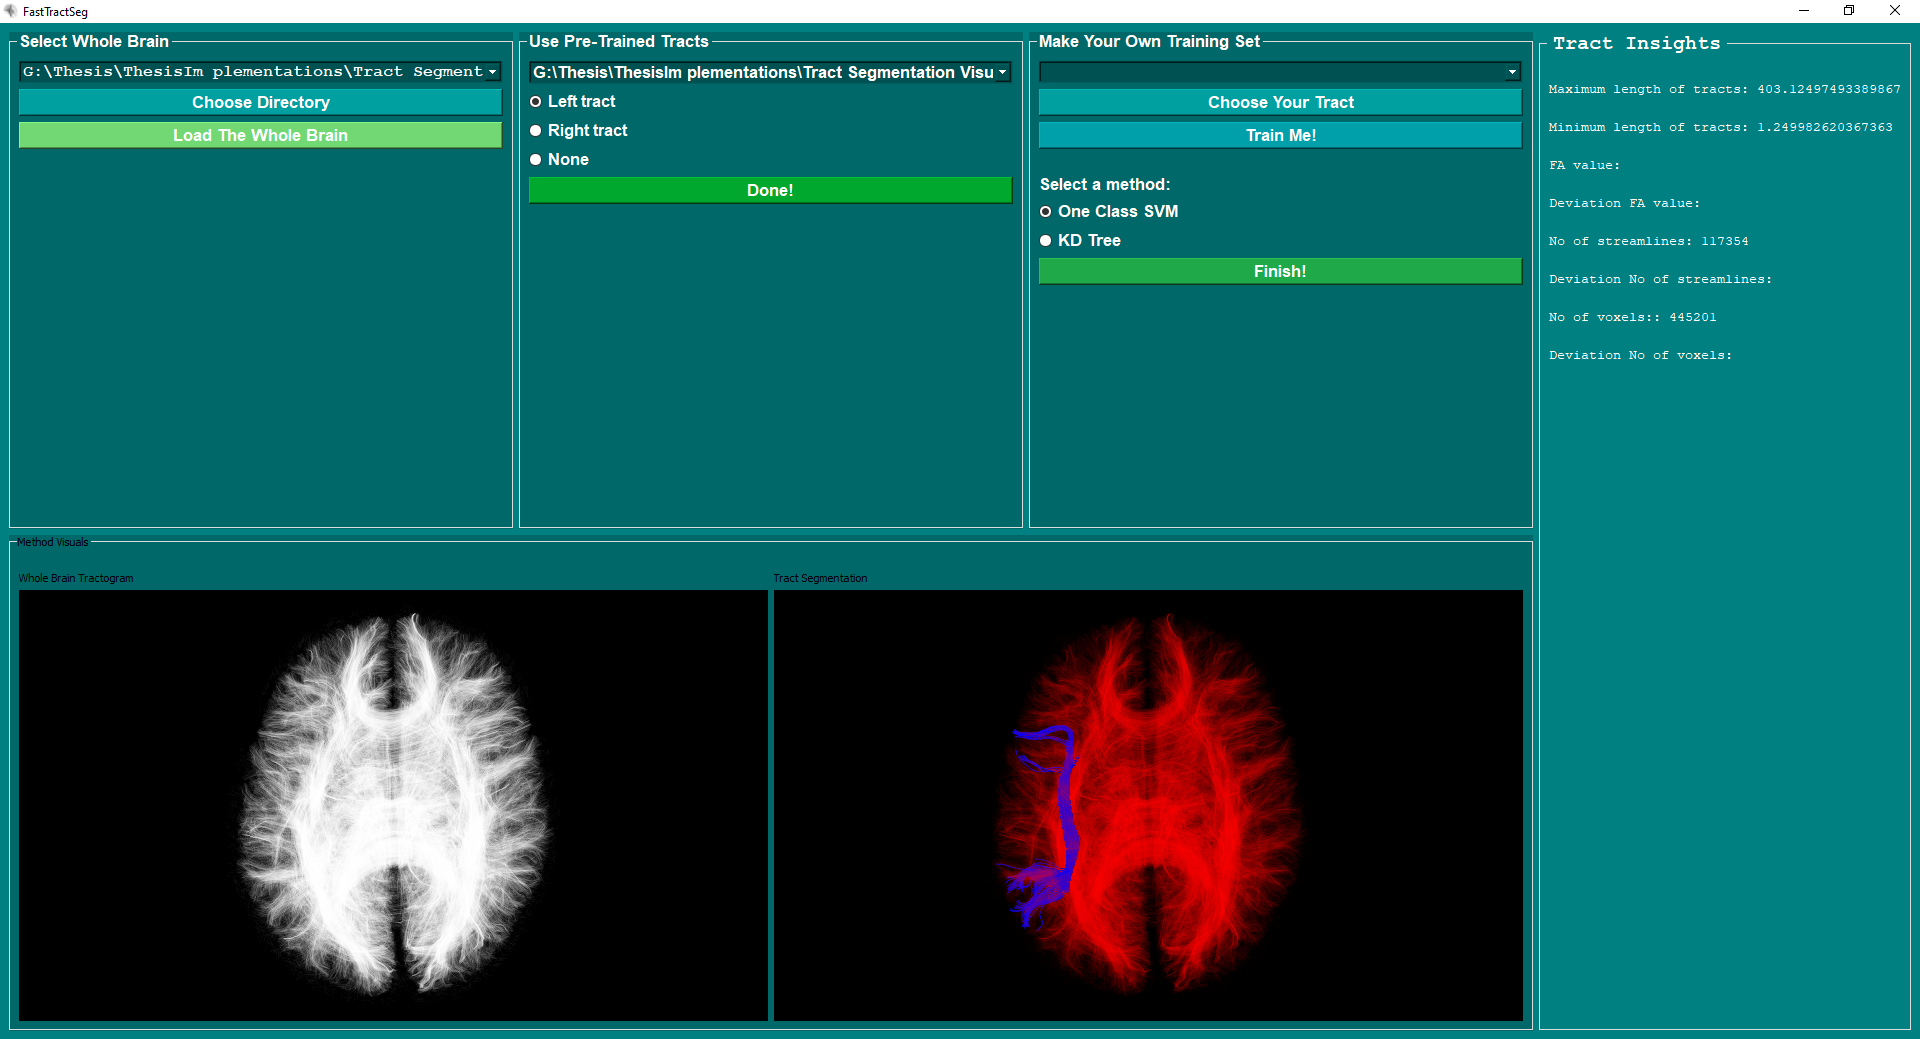 FastTractSeg
Select Whole Brain
G:\Thesis\ThesisIm plementations\Tract Segment
Choose Directory
Load The Whole Brain
Use Pre-Trained Tracts
G:\Thesis\ThesisIm plementations\Tract Segmentation Visu
Left tract
Right tract
None
Done!
Make Your Own Training Set
Choose Your Tract
Train Me!
Select a method:
One Class SVM
KD Tree
Finish!
Tract Insights
Maximum length of tracts: 403.12497493389867
Minimum length of tracts: 1.249982620367363
FA value:
Deviation FA value:
No of streamlines: 117354
Deviation No of streamlines:
No of voxels:: 445201
Deviation No of voxels:
Method Visuals
Whole Brain Tractogram
Tract Segmentation